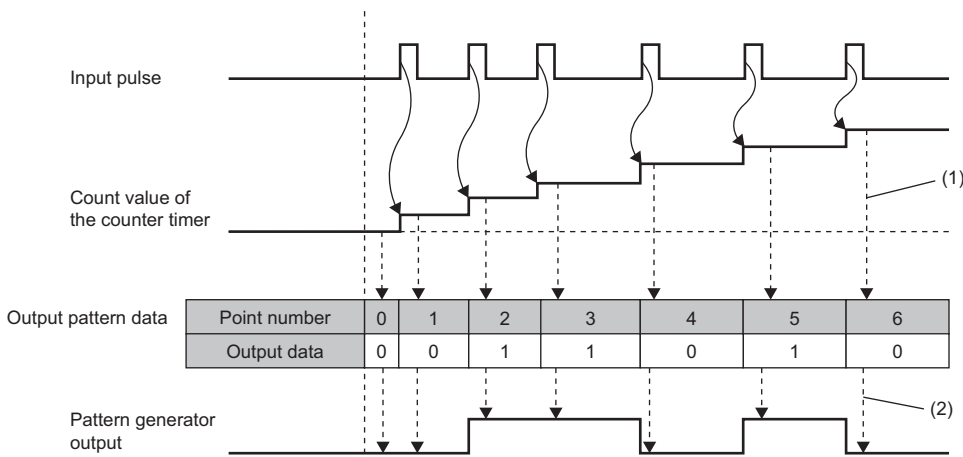 Input pulse
Count value of
the counter timer
(1)
Output pattern data
Point number 0 1 2 3 4 5 6
Output data 0 0 1 1 0 1 0
(2)
Pattern generator
output